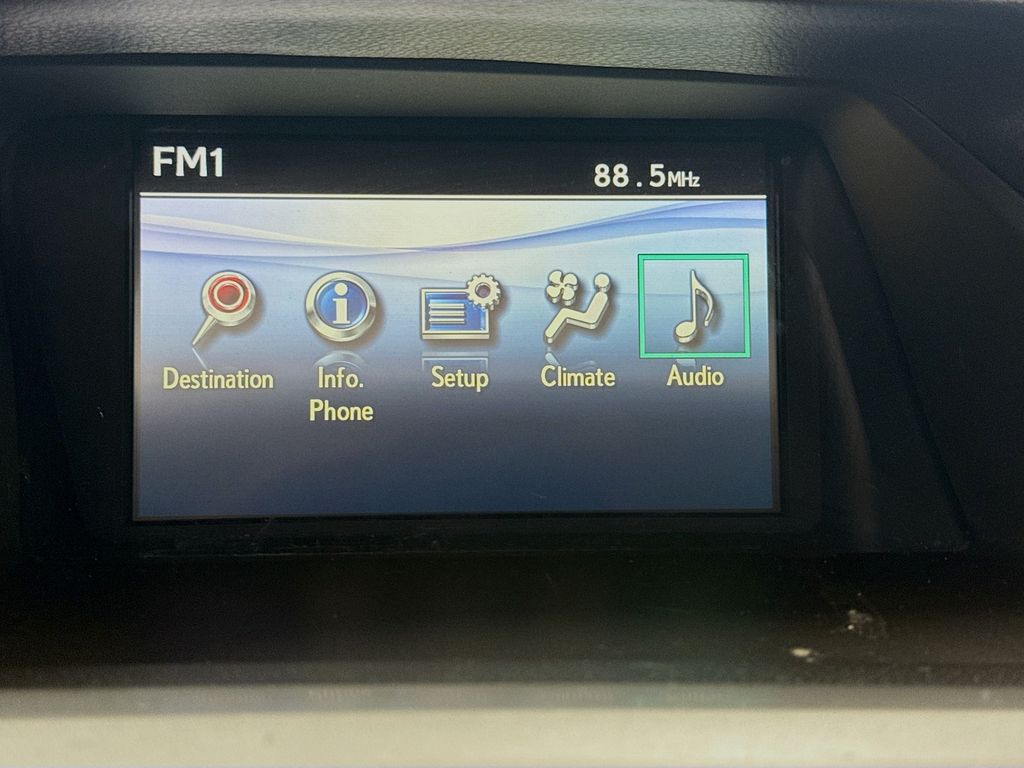 FM1 88.5MHz
Destination Info. Setup Climate Audio
Phone